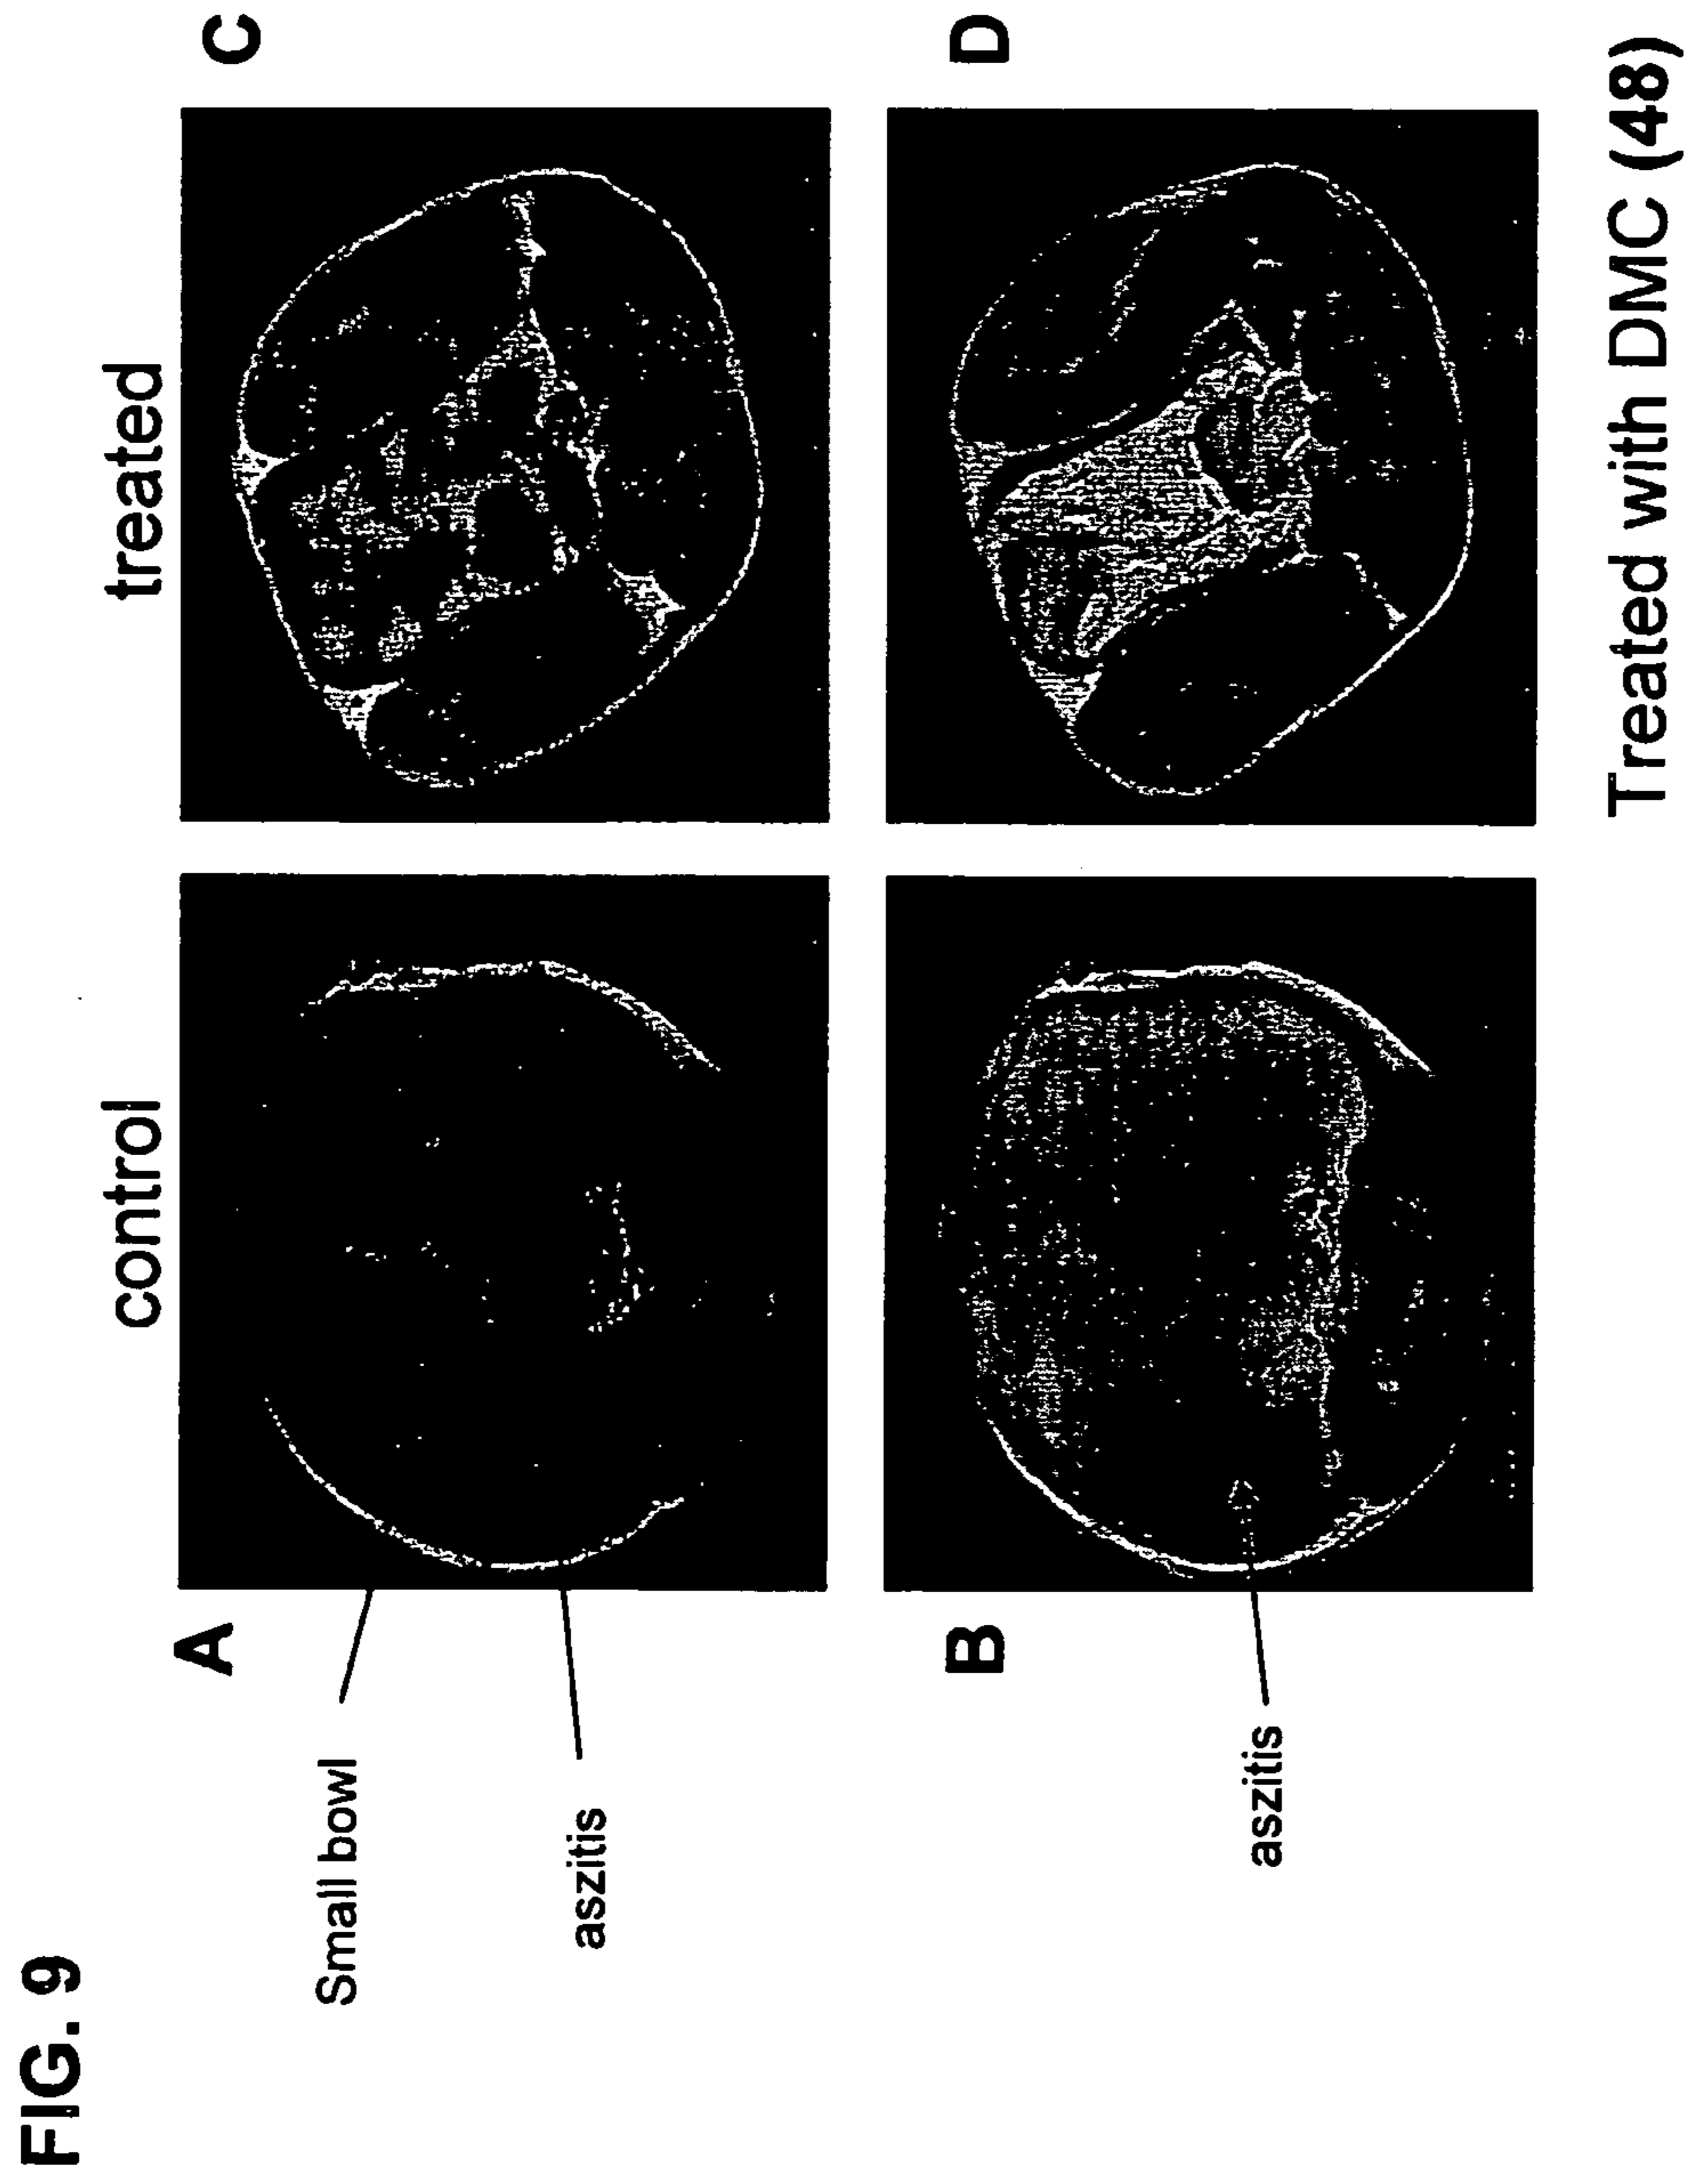 FIG. 9
control
treated
A
C
Small bowl
aszitis
B
D
aszitis
Treated with DMC (48)